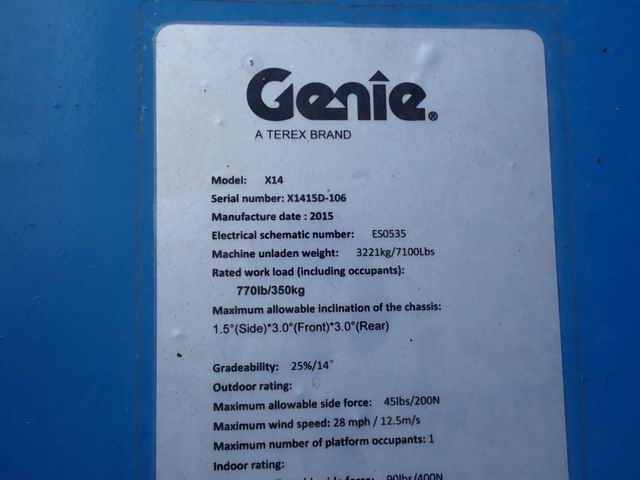 Genie®
A TEREX BRAND
Model: X14
Serial number: X1415D-106
Manufacture date : 2015
Electrical schematic number: ES0535
Machine unladen weight: 3221kg/7100Lbs
Rated work load (including occupants):
770lb/350kg
Maximum allowable inclination of the chassis:
1.5°(Side)*3.0°(Front)*3.0°(Rear)
Gradeability: 25%/14°
Outdoor rating:
Maximum allowable side force: 45lbs/200N
Maximum wind speed: 28 mph / 12.5m/s
Maximum number of platform occupants: 1
Indoor rating:
90lbs/400N